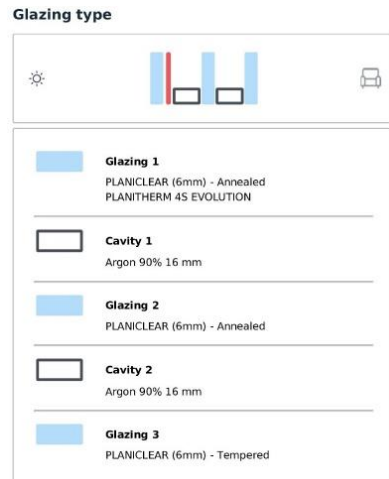 Glazing type
Glazing 1
PLANICLEAR (6mm) - Annealed
PLANITHERM 4S EVOLUTION
Cavity 1
Argon 90% 16 mm
Glazing 2
PLANICLEAR (6mm) - Annealed
Cavity 2
Argon 90% 16 mm
Glazing 3
PLANICLEAR (6mm) - Tempered